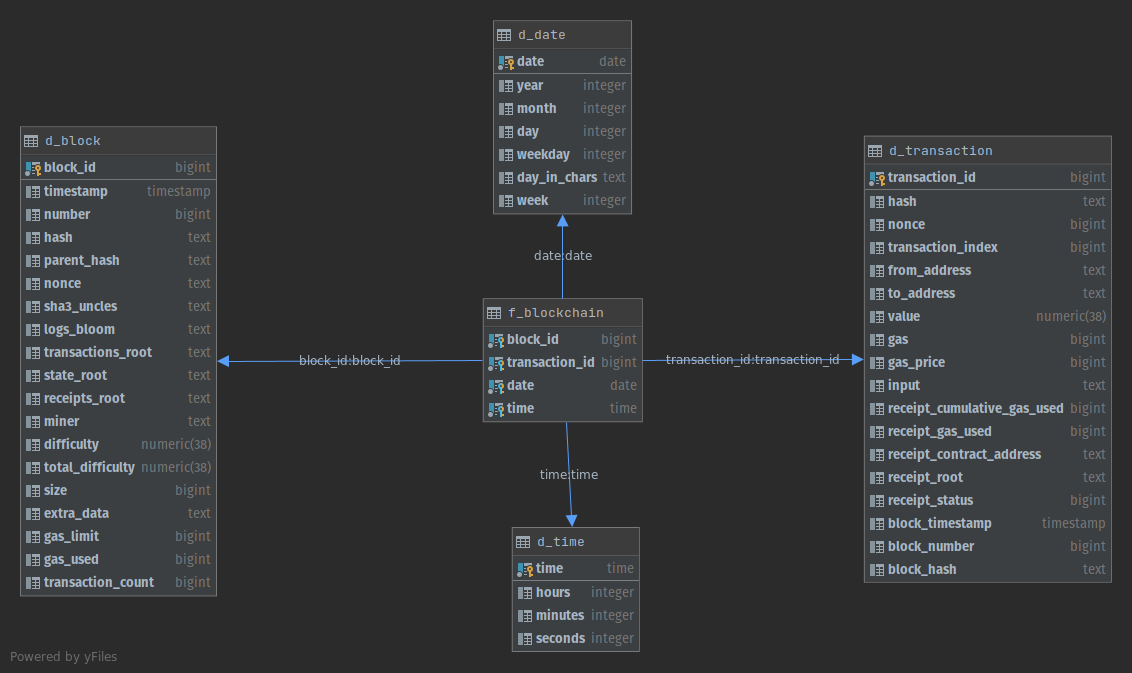 d_date
date date
year integer
month integer
day integer
weekday integer
day_in_chars text
week integer
d_block
block_id bigint
timestamp timestamp
number bigint
hash text
parent_hash text
nonce text
sha3_uncles text
logs_bloom text
transactions_root text
state_root text
receipts_root text
miner text
difficulty numeric(38)
total_difficulty numeric(38)
size bigint
extra_data text
gas_limit bigint
gas_used bigint
transaction_count bigint
date:date
f_blockchain
block_id bigint
transaction_id bigint
date date
time time
block_id:block_id
transaction_id:transaction_id
time:time
d_time
time time
hours integer
minutes integer
seconds integer
d_transaction
transaction_id bigint
hash text
nonce bigint
transaction_index bigint
from_address text
to_address text
value numeric(38)
gas bigint
gas_price bigint
input text
receipt_cumulative_gas_used bigint
receipt_gas_used bigint
receipt_contract_address text
receipt_root text
receipt_status bigint
block_timestamp timestamp
block_number bigint
block_hash text
Powered by yFiles